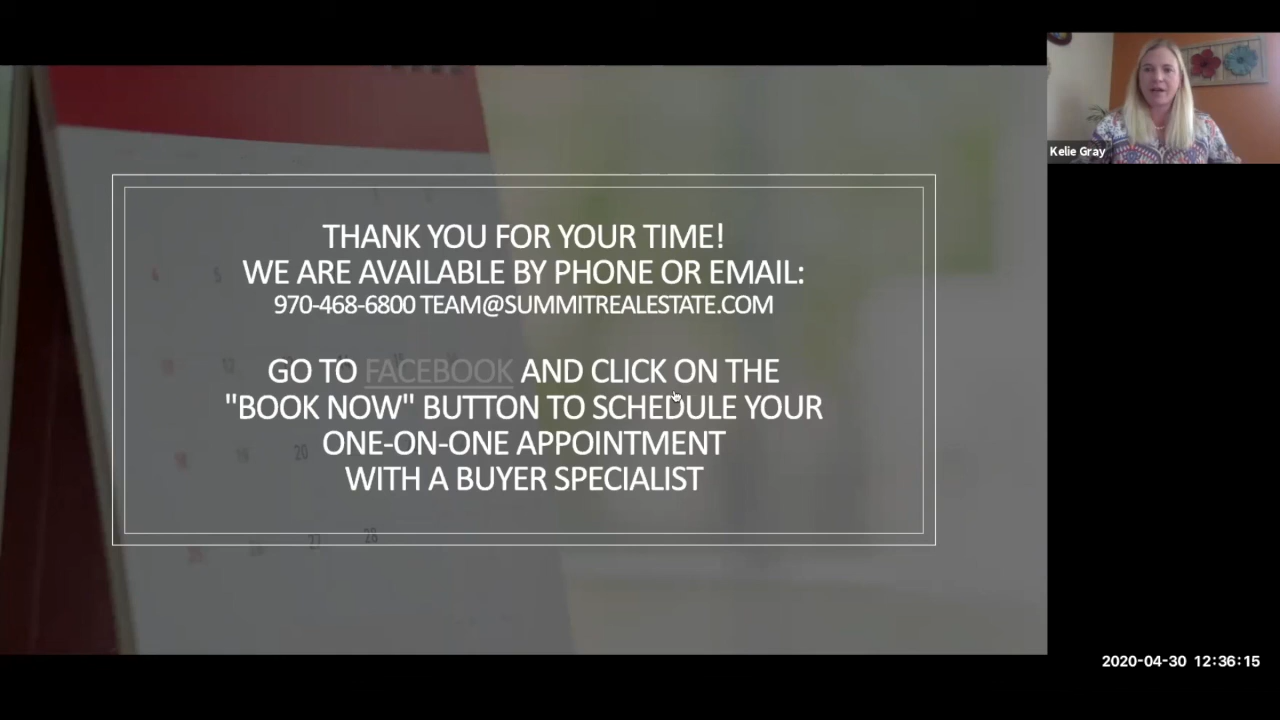 THANK YOU FOR YOUR TIME!
WE ARE AVAILABLE BY PHONE OR EMAIL:
970-468-6800 TEAM@SUMMITREALESTATE.COM
GO TO FACEBOOK AND CLICK ON THE
"BOOK NOW" BUTTON TO SCHEDULE YOUR
ONE-ON-ONE APPOINTMENT
WITH A BUYER SPECIALIST
Kelie Gray
2020-04-30 12:36:15